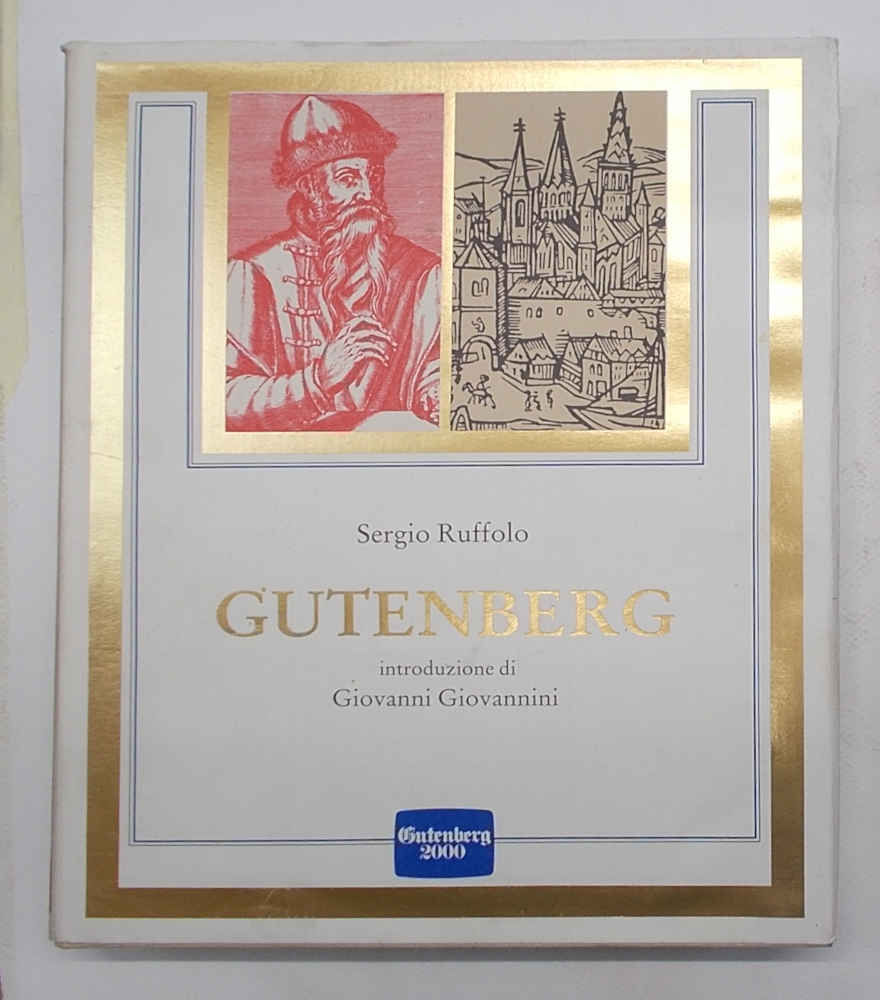 Sergio Ruffolo
GUTENBERG
introduzione di
Giovanni Giovannini
Gutenberg
2000